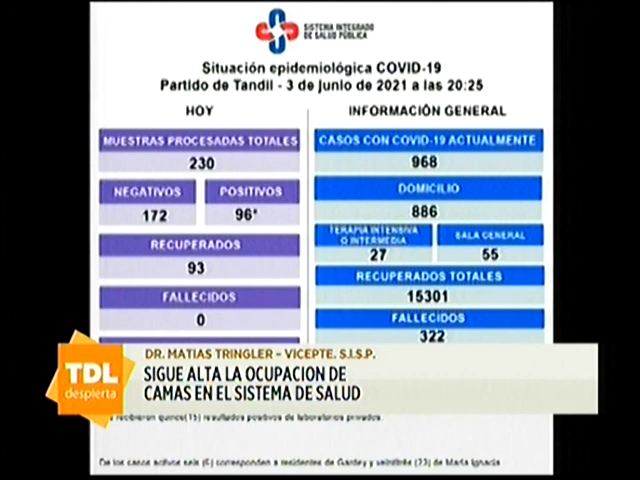 SISTEMA INTEGRADO
DE SALUD PÚBLICA
Situación epidemiológica COVID-19
Partido de Tandil - 3 de junio de 2021 a las 20:25
HOY
MUESTRAS PROCESADAS TOTALES
230
NEGATIVOS
POSITIVOS
172
96*
RECUPERADOS
93
FALLECIDOS
0
INFORMACIÓN GENERAL
CASOS CON COVID-19 ACTUALMENTE
968
DOMICILIO
886
TERAPIA INTENSIVA
O INTERMEDIA
SALA GENERAL
27
55
RECUPERADOS TOTALES
15301
FALLECIDOS
322
TDL
despierta
DR. MATIAS TRINGLER – VICEPTE. S.I.S.P.
SIGUE ALTA LA OCUPACION DE
CAMAS EN EL SISTEMA DE SALUD
recibieron quince(15) resultados positivos de laboratorios privados.
De los casos activos seis (6) corresponden a residentes de Gardey y veintitrés (23) de María Ignacia